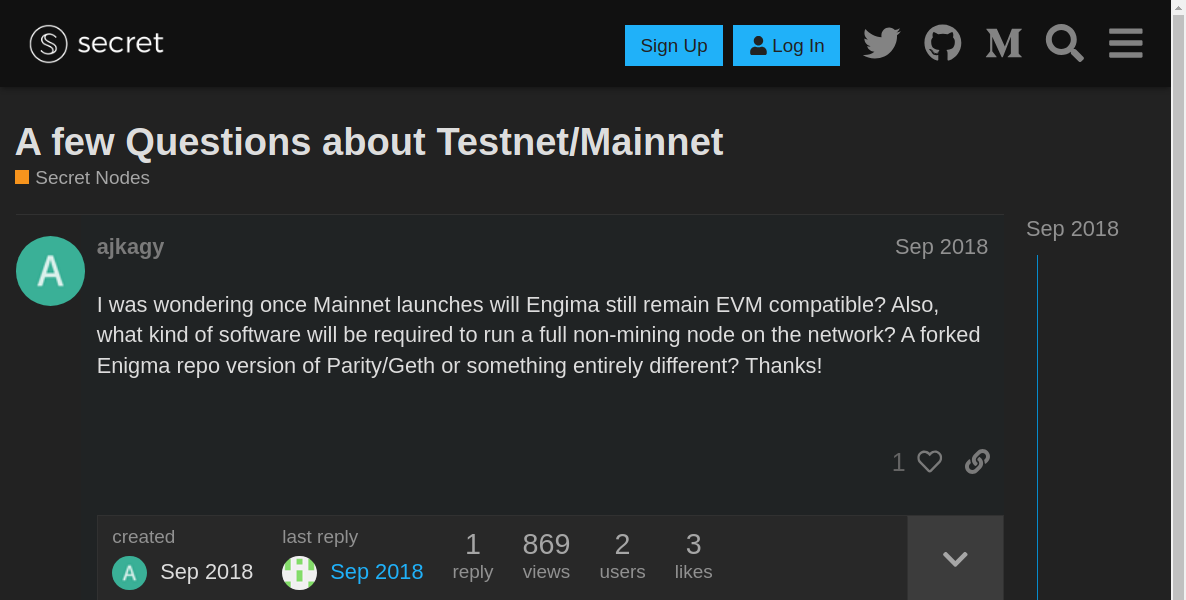 secret
Sign Up
Log In
A few Questions about Testnet/Mainnet
Secret Nodes
A
ajkagy
Sep 2018
Sep 2018
I was wondering once Mainnet launches will Engima still remain EVM compatible? Also,
what kind of software will be required to run a full non-mining node on the network? A forked
Enigma repo version of Parity/Geth or something entirely different? Thanks!
1
created
A
Sep 2018
last reply
Sep 2018
1
reply
869
views
2
users
3
likes